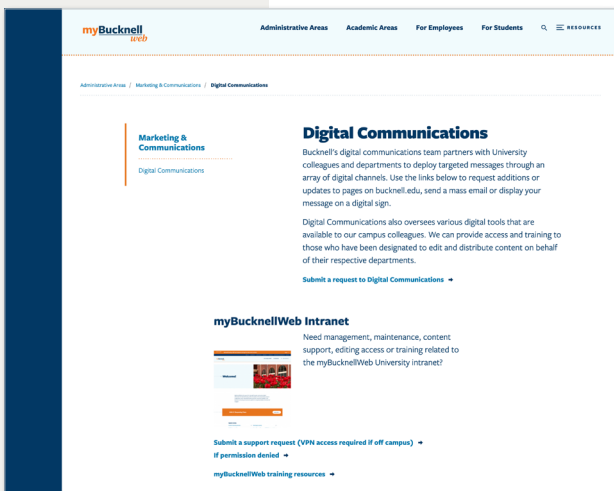 myBucknell
web
Administrative Areas Academic Areas For Employees For Students RESOURCES
Administrative Areas / Marketing & Communications / Digital Communications
Marketing &
Communications
Digital Communications
Digital Communications
Bucknell's digital communications team partners with University
colleagues and departments to deploy targeted messages through an
array of digital channels. Use the links below to request additions or
updates to pages on bucknell.edu, send a mass email or display your
message on a digital sign.
Digital Communications also oversees various digital tools that are
available to our campus colleagues. We can provide access and training to
those who have been designated to edit and distribute content on behalf
of their respective departments.
Submit a request to Digital Communications →
myBucknellWeb Intranet
Need management, maintenance, content
support, editing access or training related to
the myBucknellWeb University intranet?
Welcome!
Submit a support request (VPN access required if off campus) →
If permission denied →
myBucknellWeb training resources →